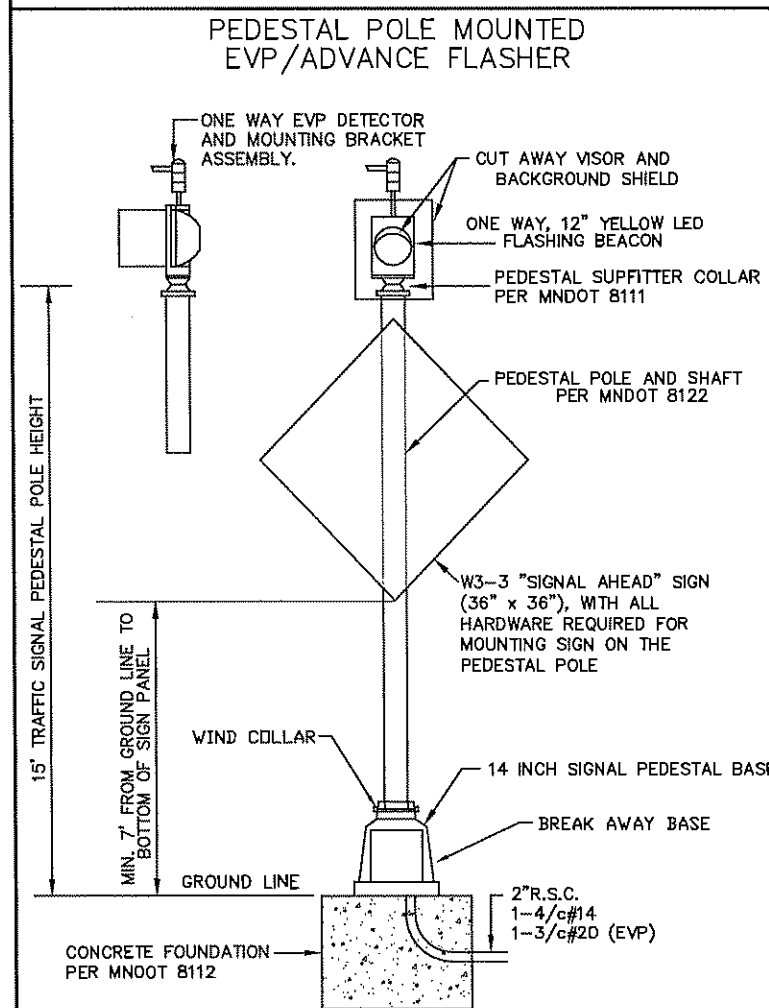 PEDESTAL POLE MOUNTED
EVP/ADVANCE FLASHER
ONE WAY EVP DETECTOR
AND MOUNTING BRACKET
ASSEMBLY.
CUT AWAY VISOR AND
BACKGROUND SHIELD
ONE WAY, 12" YELLOW LED
FLASHING BEACON
PEDESTAL SUPFITTER COLLAR
PER MNDOT 8111
PEDESTAL POLE AND SHAFT
PER MNDOT 8122
15' TRAFFIC SIGNAL PEDESTAL POLE HEIGHT
MIN. 7' FROM GROUND LINE TO
BOTTOM OF SIGN PANEL
W3-3 "SIGNAL AHEAD" SIGN
(36" x 36"), WITH ALL
HARDWARE REQUIRED FOR
MOUNTING SIGN ON THE
PEDESTAL POLE
WIND COLLAR
14 INCH SIGNAL PEDESTAL BASE
BREAK AWAY BASE
GROUND LINE
2"R.S.C.
1-4/c#14
1-3/c#20 (EVP)
CONCRETE FOUNDATION
PER MNDOT 8112